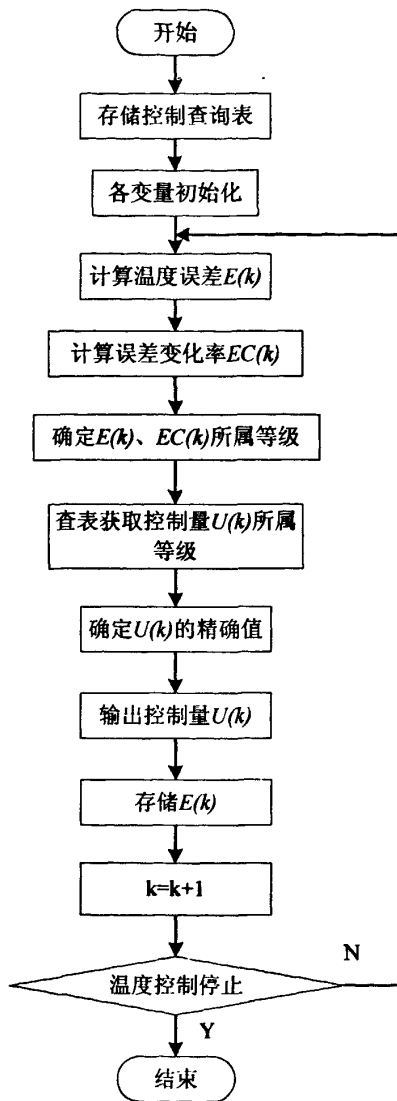 开始
存储控制查询表
各变量初始化
计算温度误差E(k)
计算误差变化率EC(k)
确定E(k)、EC(k)所属等级
查表获取控制量U(k)所属
等级
确定U(k)的精确值
输出控制量U(k)
存储E(k)
k=k+1
温度控制停止
N
Y
结束